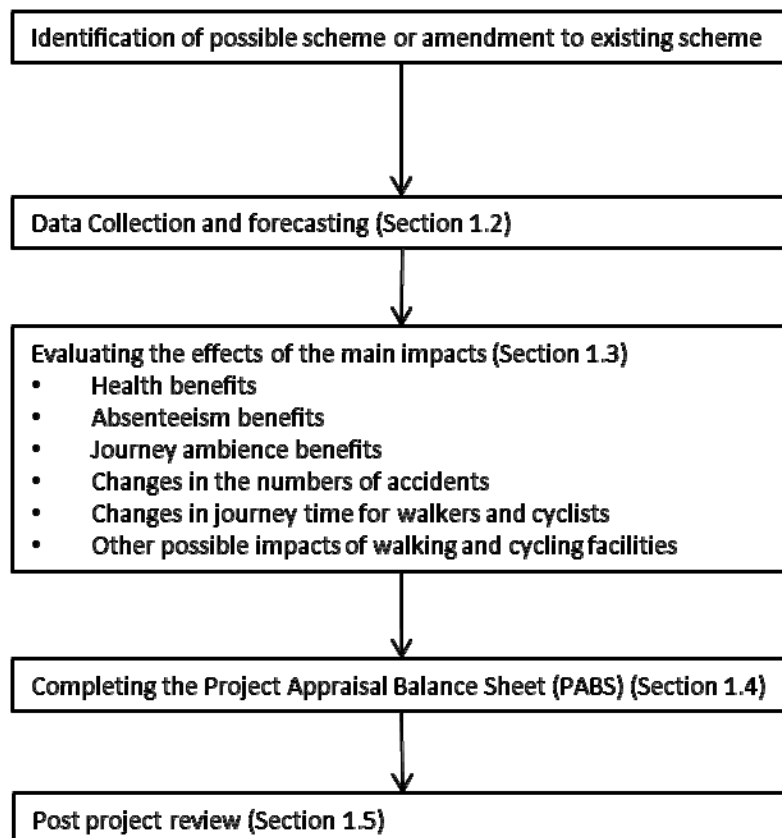 Identification of possible scheme or amendment to existing scheme
Data Collection and forecasting (Section 1.2)
Evaluating the effects of the main impacts (Section 1.3)
• Health benefits
• Absenteeism benefits
• Journey ambience benefits
• Changes in the numbers of accidents
• Changes in journey time for walkers and cyclists
• Other possible impacts of walking and cycling facilities
Completing the Project Appraisal Balance Sheet (PABS) (Section 1.4)
Post project review (Section 1.5)